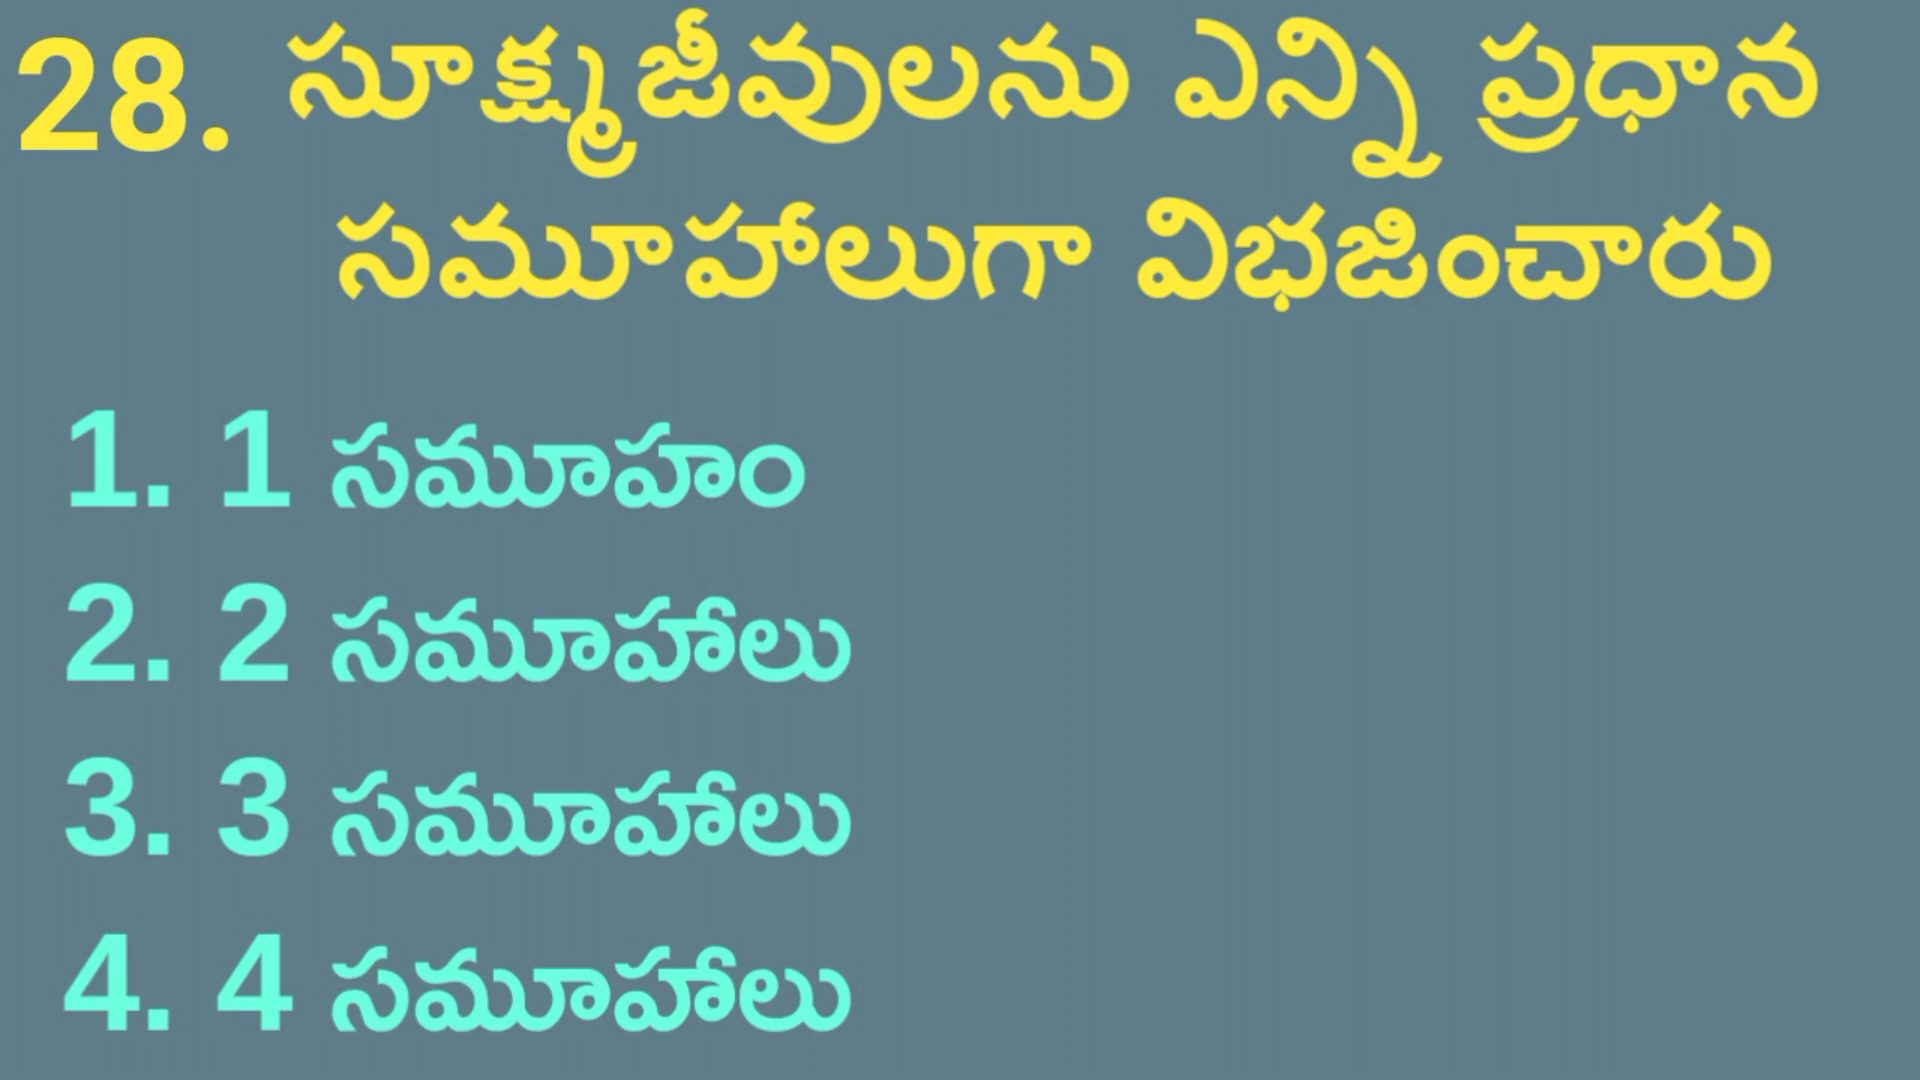 28. సూక్ష్మజీవులను ఎన్ని ప్రధాన
సమూహాలుగా విభజించారు
1. 1 సమూహం
2. 2 సమూహాలు
3. 3 సమూహాలు
4. 4 సమూహాలు